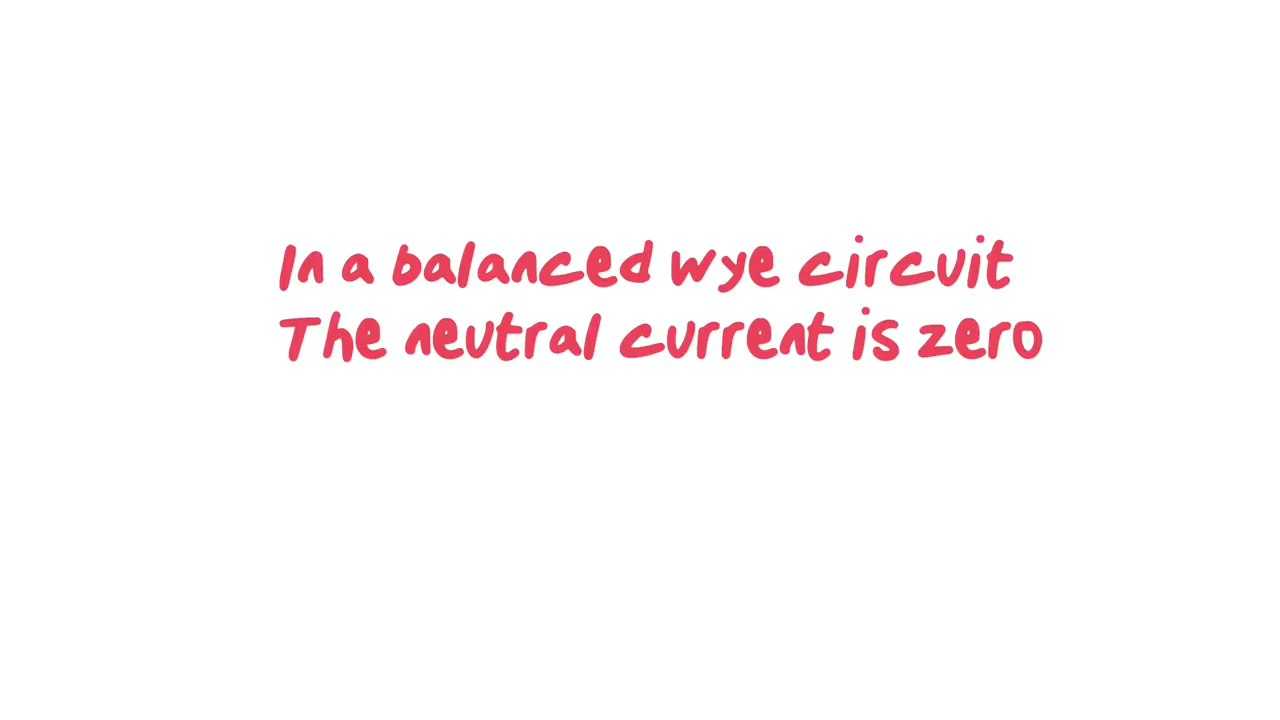 In a balanced wye circuit
The neutral current is zero